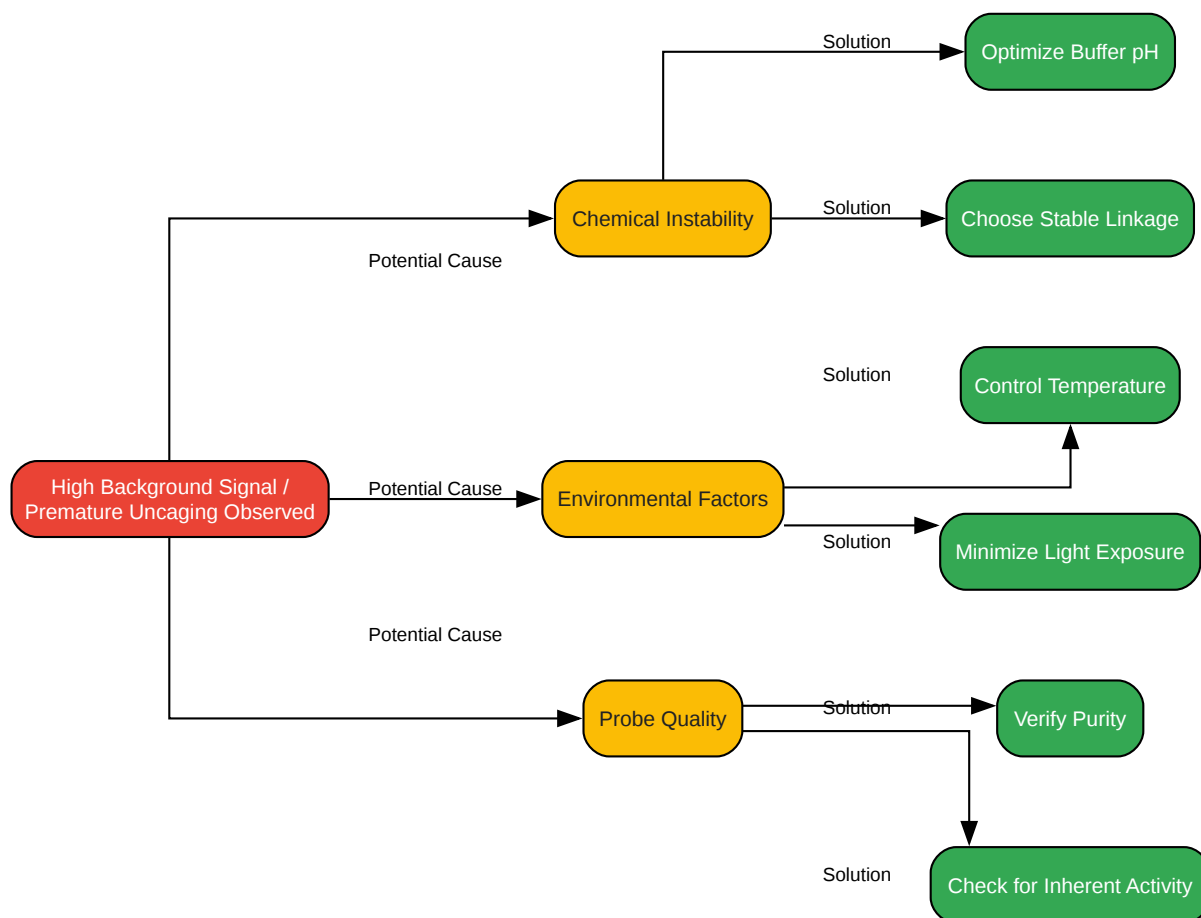 Solution
Optimize Buffer pH
Chemical Instability
Solution
Choose Stable Linkage
Potential Cause
Solution
Control Temperature
High Background Signal /
Premature Uncaging Observed
Potential Cause
Environmental Factors
Solution
Minimize Light Exposure
Potential Cause
Probe Quality
Solution
Verify Purity
Solution
Check for Inherent Activity